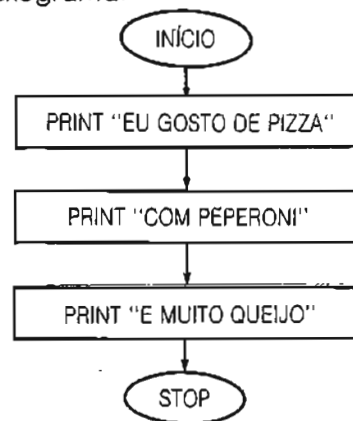 INÍCIO
PRINT "EU GOSTO DE PIZZA"
PRINT "COM PEPERONI"
PRINT "E MUITO QUEIJO"
STOP